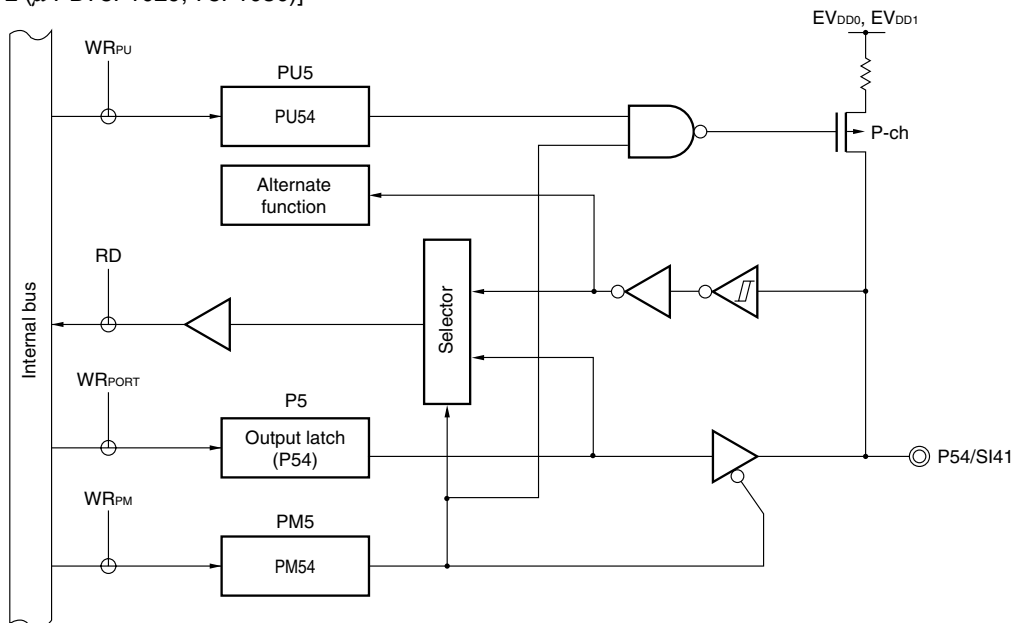 EVDD0, EVDD1
WRPU
PU5
PU54
P-ch
Alternate
function
RD
Selector
Internal bus
WRPORT
P5
Output latch
(P54)
P54/SI41
WRPM
PM5
PM54